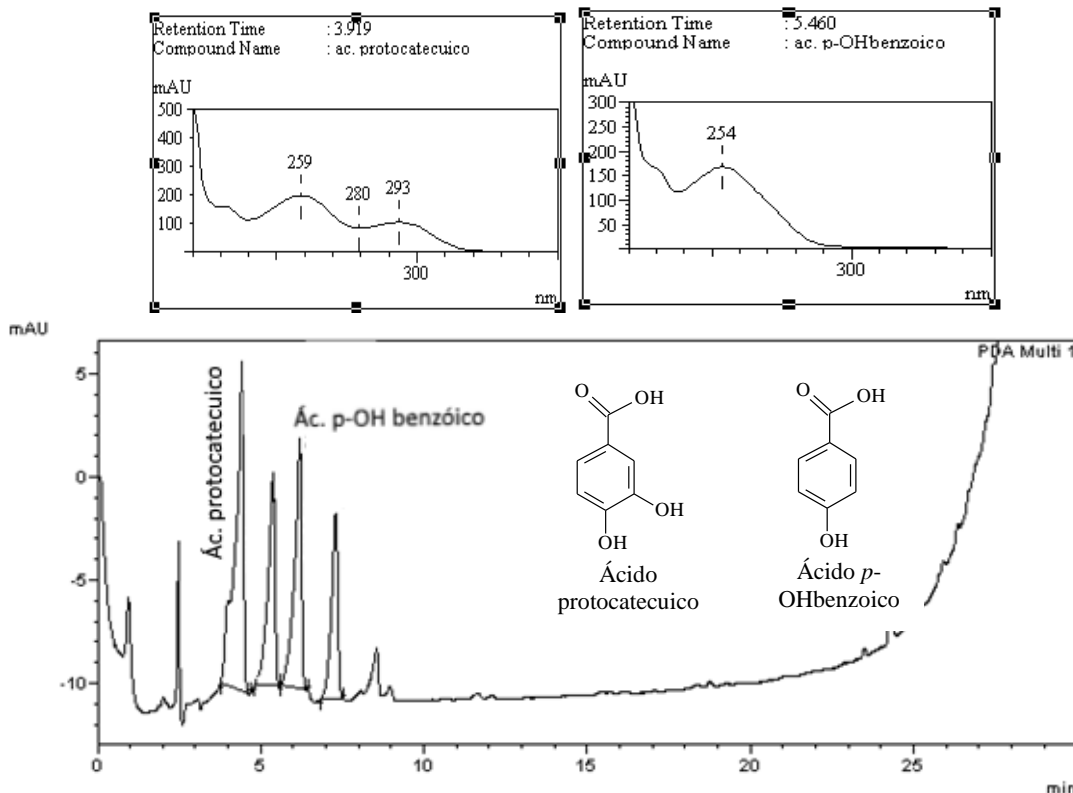 Retention Time : 3.919
Compound Name : ac. protocatecuico
mAU
500
400
300
200
100
259
280
293
300
nm
Retention Time : 5.460
Compound Name : ac. p-OHbenzoico
mAU
300
250
200
150
100
50
254
300
nm
mAU
PDA Multi 1
5
0
-5
-10
Ác. protocatecuico
Ác. p-OH benzóico
O
OH
OH
OH
Ácido
protocatecuico
O
OH
OH
Ácido p-
OHbenzoico
0 5 10 15 20 25
min